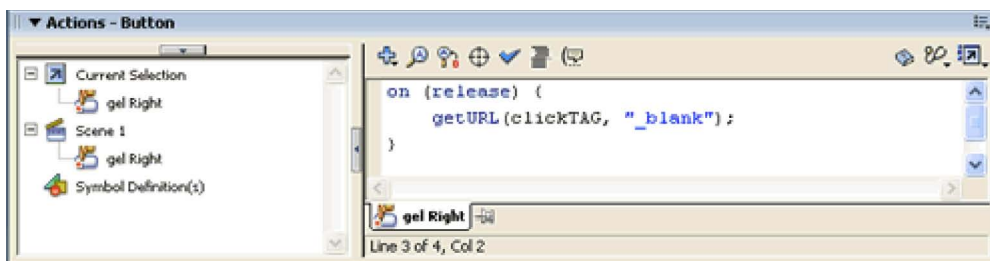 Actions - Button
Current Selection
gel Right
Scene 1
gel Right
Symbol Definition(s)
on (release) {
getURL(clickTAG, "_blank");
}
gel Right
Line 3 of 4, Col 2